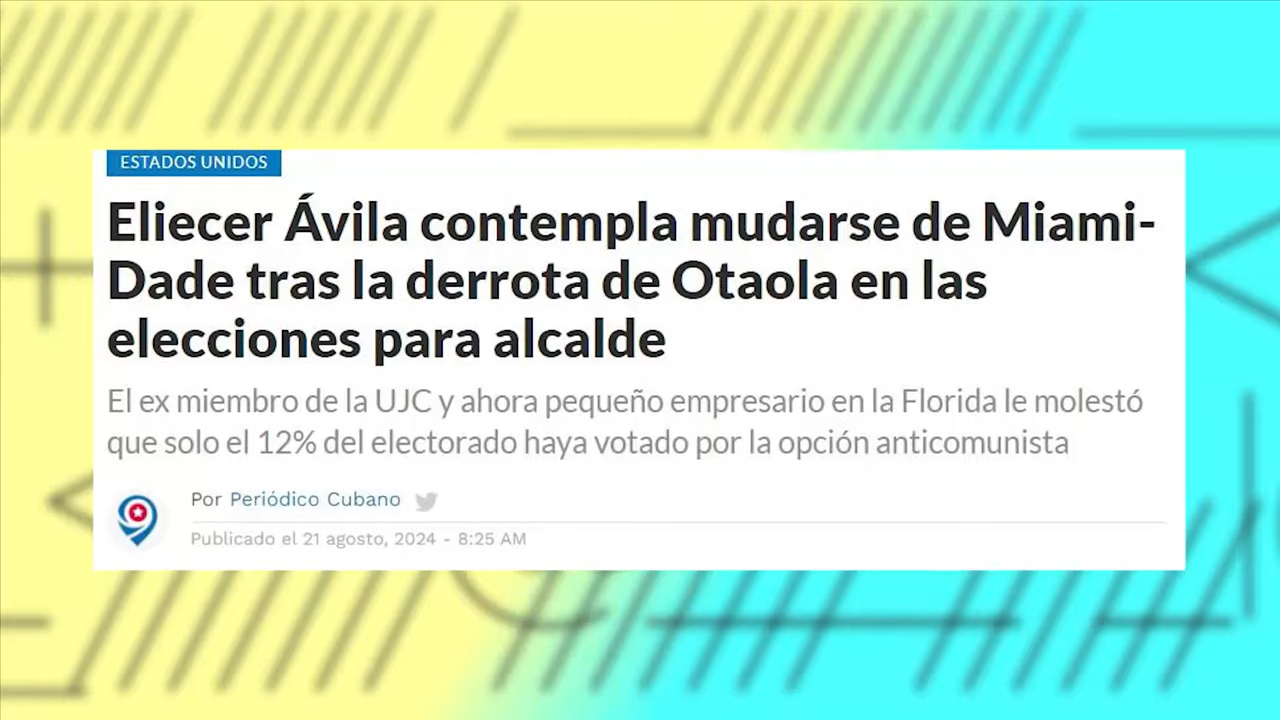 ESTADOS UNIDOS
Eliecer Ávila contempla mudarse de Miami-
Dade tras la derrota de Otaola en las
elecciones para alcalde
El ex miembro de la UJC y ahora pequeño empresario en la Florida le molestó
que solo el 12% del electorado haya votado por la opción anticomunista
Por Periódico Cubano
Publicado el 21 agosto, 2024 - 8:25 AM